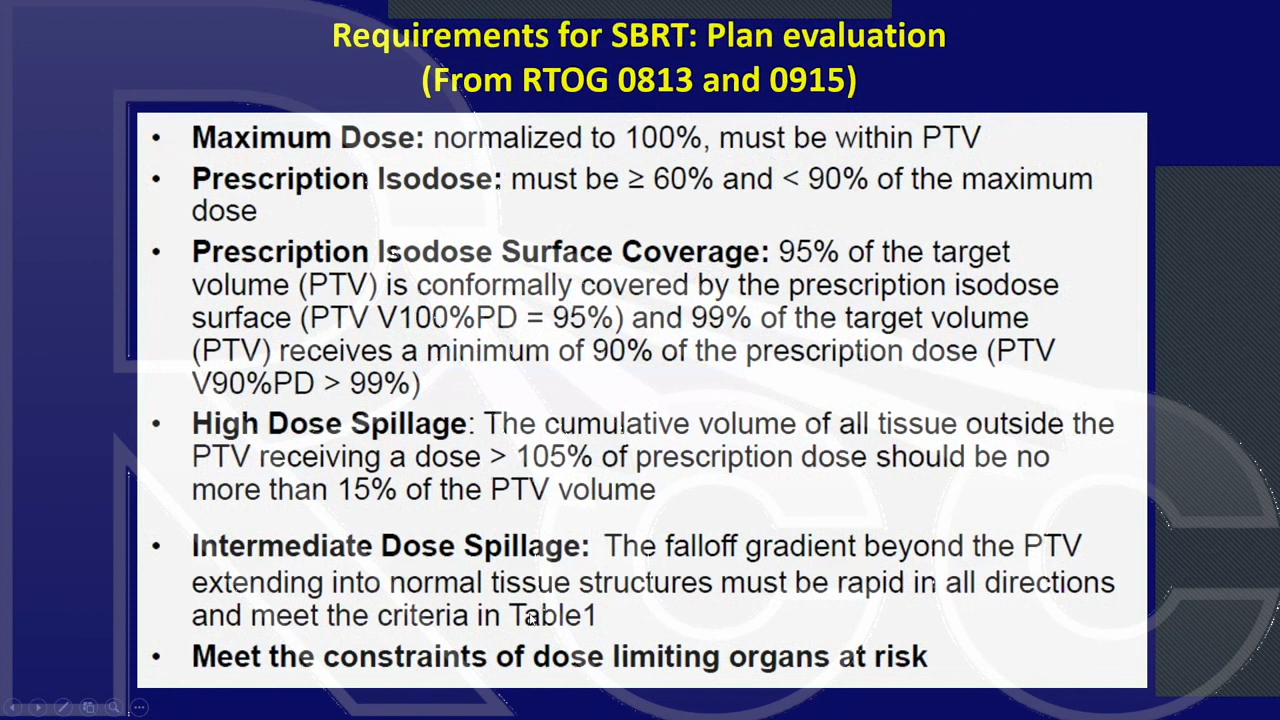 Requirements for SBRT: Plan evaluation
(From RTOG 0813 and 0915)
• Maximum Dose: normalized to 100%, must be within PTV
• Prescription Isodose: must be ≥ 60% and < 90% of the maximum
dose
• Prescription Isodose Surface Coverage: 95% of the target
volume (PTV) is conformally covered by the prescription isodose
surface (PTV V100%PD = 95%) and 99% of the target volume
(PTV) receives a minimum of 90% of the prescription dose (PTV
V90%PD > 99%)
• High Dose Spillage: The cumulative volume of all tissue outside the
PTV receiving a dose > 105% of prescription dose should be no
more than 15% of the PTV volume
• Intermediate Dose Spillage: The falloff gradient beyond the PTV
extending into normal tissue structures must be rapid in all directions
and meet the criteria in Table1
• Meet the constraints of dose limiting organs at risk